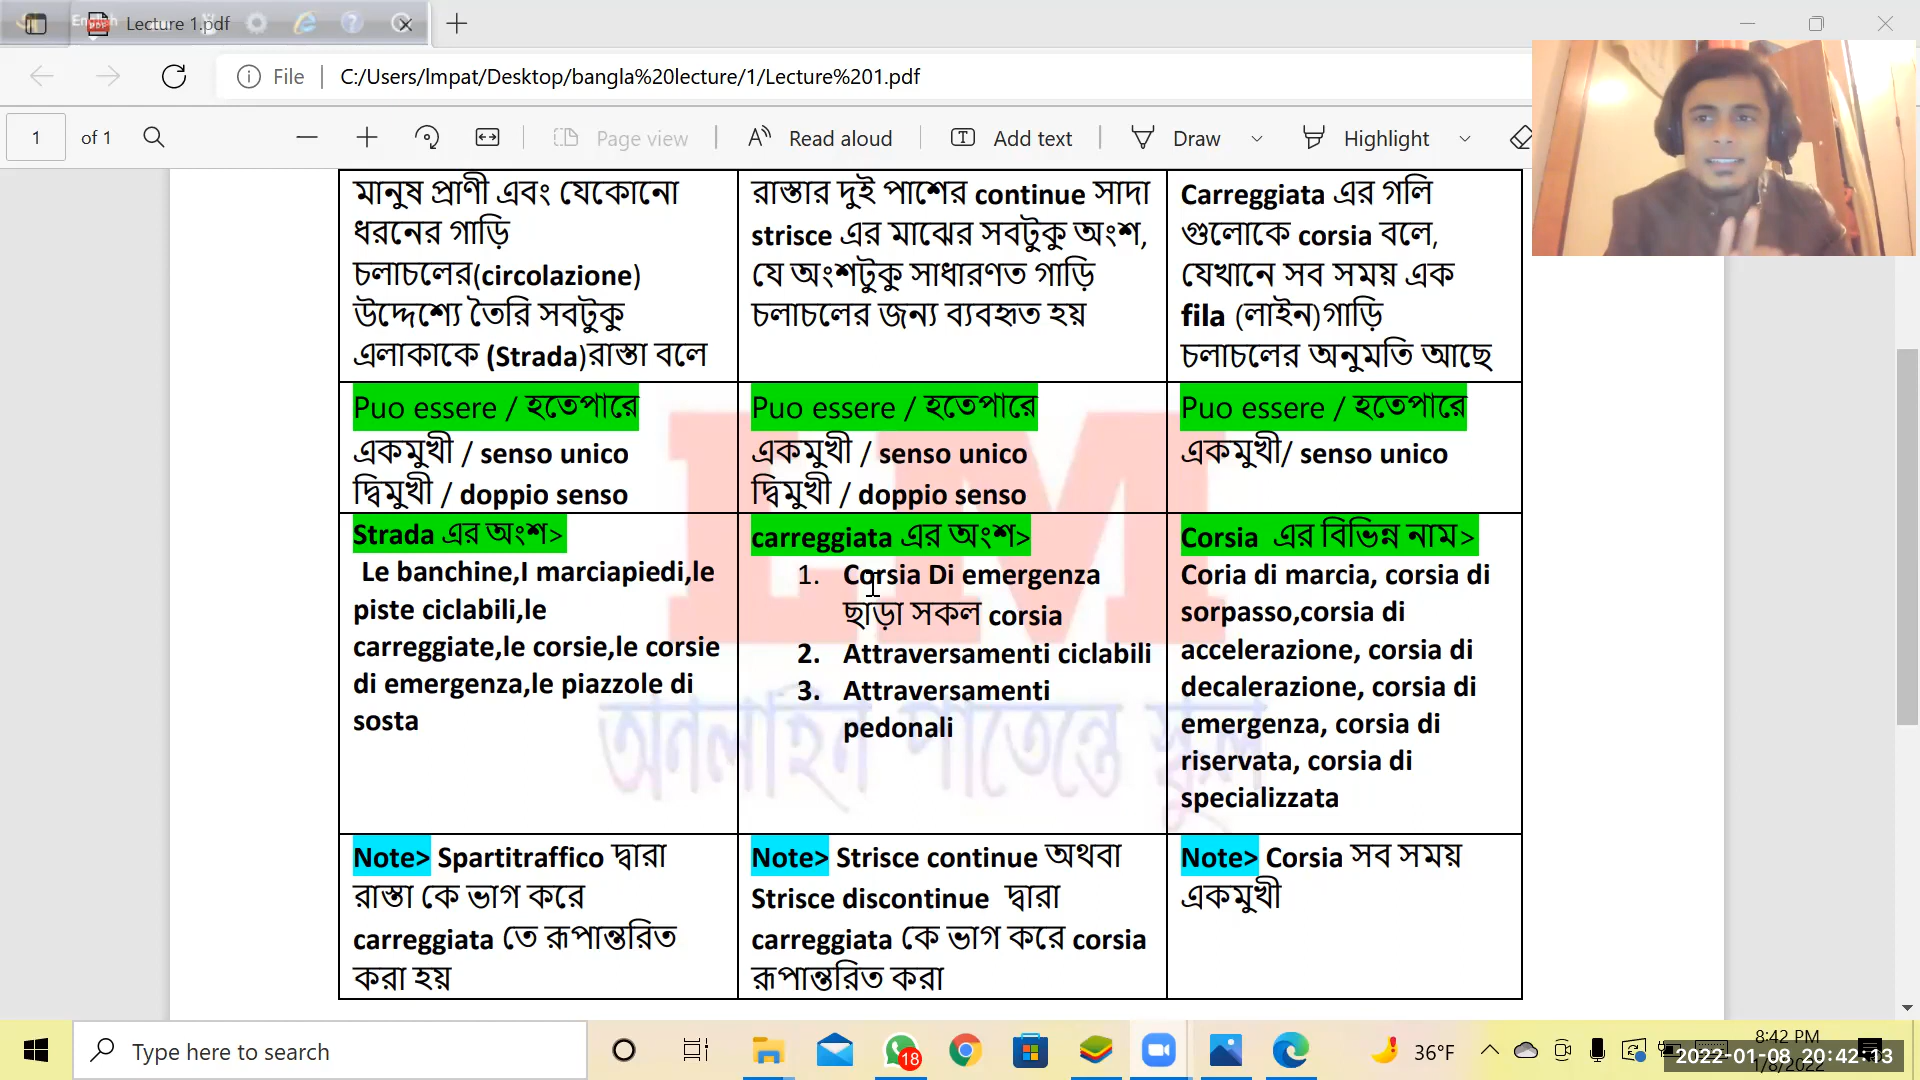 Lecture 1.pdf
File
C:/Users/Impat/Desktop/bangla%20lecture/1/Lecture%201.pdf
1 of 1
Page view
Read aloud
Add text
Draw
Highlight
মানুষ প্রাণী এবং যেকোনো
ধরনের গাড়ি
চলাচলের(circolazione)
উদ্দেশ্যে তৈরি সবটুকু
এলাকাকে (Strada)রাস্তা বলে
রাস্তার দুই পাশের continue সাদা
strisce এর মাঝের সবটুকু অংশ,
যে অংশটুকু সাধারণত গাড়ি
চলাচলের জন্য ব্যবহৃত হয়
Carreggiata এর গলি
গুলোকে corsia বলে,
যেখানে সব সময় এক
fila (লাইন)গাড়ি
চলাচলের অনুমতি আছে
Puo essere / হতেপারে
একমুখী / senso unico
দ্বিমুখী / doppio senso
Puo essere / হতেপারে
একমুখী / senso unico
দ্বিমুখী / doppio senso
Puo essere / হতেপারে
একমুখী/ senso unico
Strada এর অংশ>
Le banchine,I marciapiedi,le
piste ciclabili,le
carreggiate,le corsie,le corsie
di emergenza,le piazzole di
sosta
carreggiata এর অংশ>
1. Corsia Di emergenza
ছাড়া সকল corsia
2. Attraversamenti ciclabili
3. Attraversamenti
pedonali
Corsia এর বিভিন্ন নাম>
Coria di marcia, corsia di
sorpasso,corsia di
accelerazione, corsia di
decalerazione, corsia di
emergenza, corsia di
riservata, corsia di
specializzata
Note> Spartitraffico দ্বারা
রাস্তা কে ভাগ করে
carreggiata তে রূপান্তরিত
করা হয়
Note> Strisce continue অথবা
Strisce discontinue দ্বারা
carreggiata কে ভাগ করে corsia
রূপান্তরিত করা
Note> Corsia সব সময়
একমুখী
LM
অনলাইন পাতেন্তে স্কুল
Type here to search
18
36°F
8:42 PM
1/8/2022
2022-01-08 20:42:13